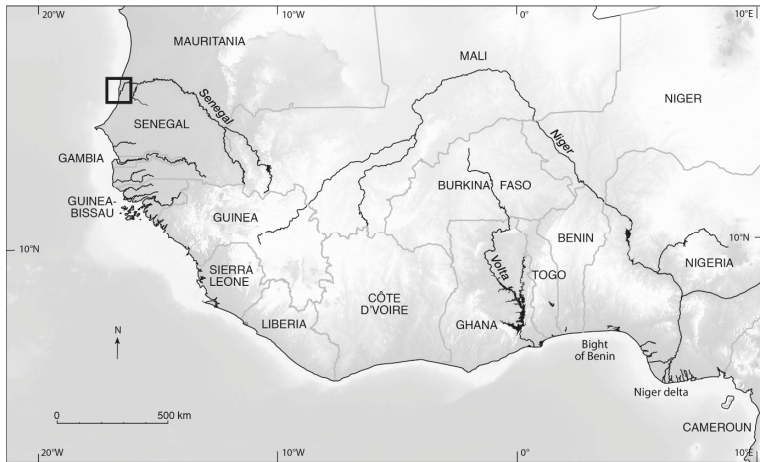 20°W
10°W
0°
10°E
MAURITANIA
MALI
NIGER
Senegal
SENEGAL
Niger
GAMBIA
BURKINA FASO
GUINEA-
BISSAU
GUINEA
BENIN
10°N
10°N
Volta
NIGERIA
SIERRA
LEONE
TOGO
CÔTE
D'VOIRE
LIBERIA
GHANA
N
Bight
of Benin
Niger delta
0
500 km
CAMEROUN
20°W
10°W
0°
10°E